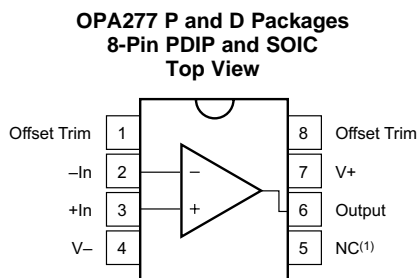 OPA277 P and D Packages
8-Pin PDIP and SOIC
Top View
Offset Trim 1 8 Offset Trim
–In 2 – 7 V+
+In 3 + 6 Output
V– 4 5 NC(1)